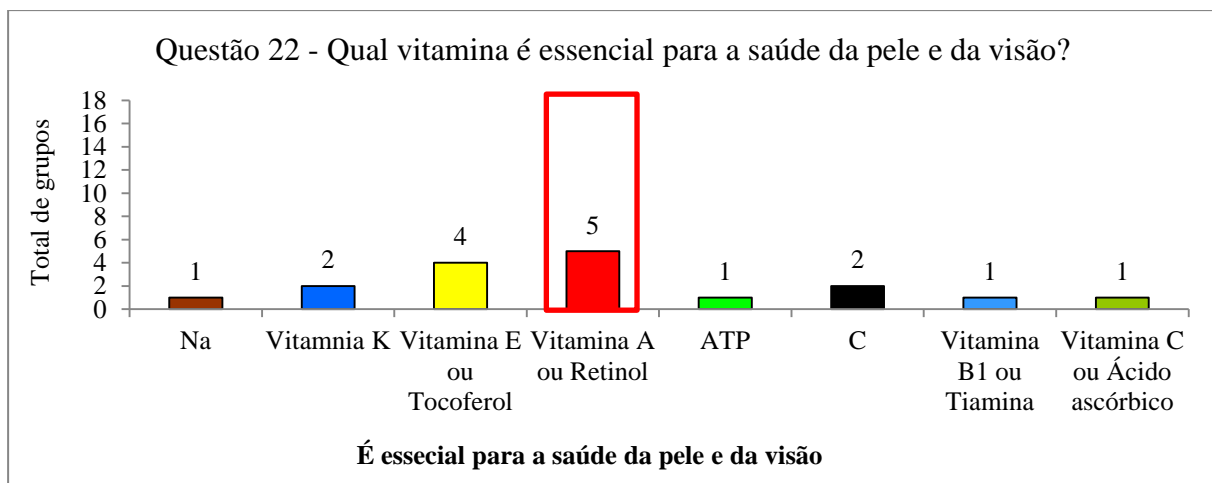 Questão 22 - Qual vitamina é essencial para a saúde da pele e da visão?
Total de grupos
18
16
14
12
10
8
6
4
2
0
1
2
4
5
1
2
1
1
Na
Vitamnia K
Vitamina E
ou
Tocoferol
Vitamina A
ou Retinol
ATP
C
Vitamina
B1 ou
Tiamina
Vitamina C
ou Ácido
ascórbico
É essecial para a saúde da pele e da visão